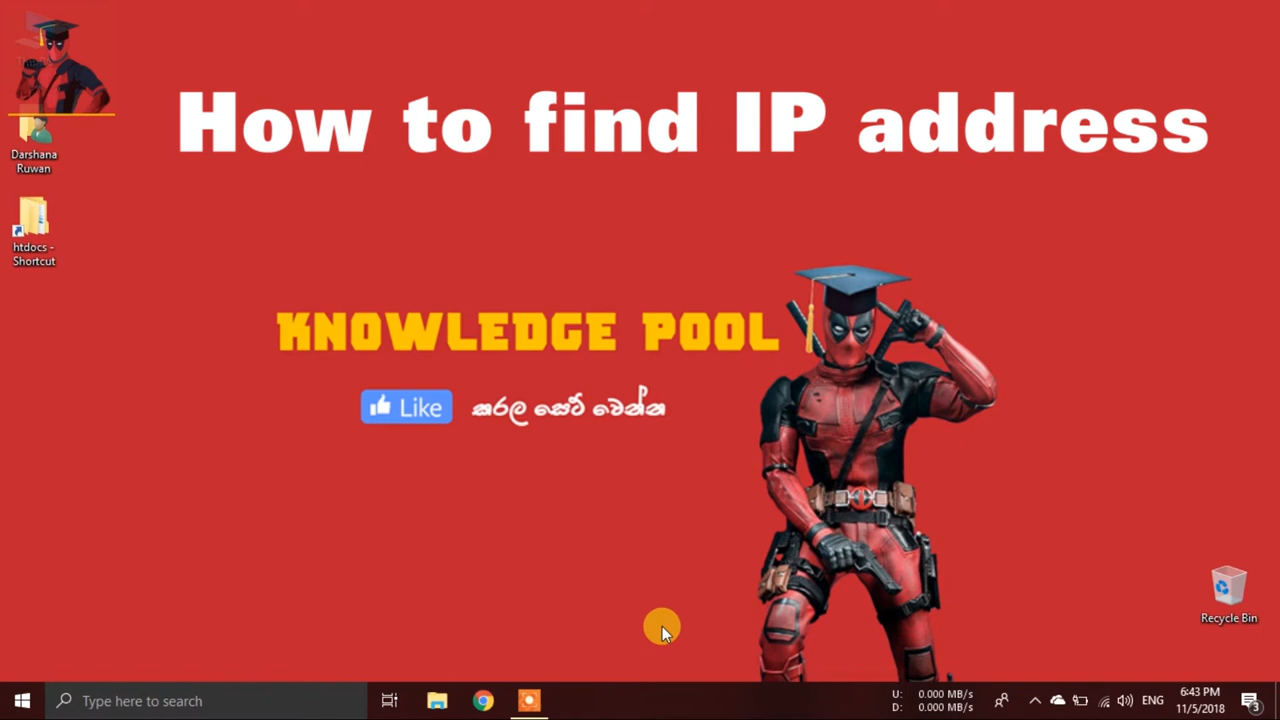 How to find IP address
Darshana
Ruwan
htdocs -
Shortcut
KNOWLEDGE POOL
Like කරල සෙට් වෙන්න
Recycle Bin
Type here to search
U: 0.000 MB/s
D: 0.000 MB/s
ENG
6:43 PM
11/5/2018
3